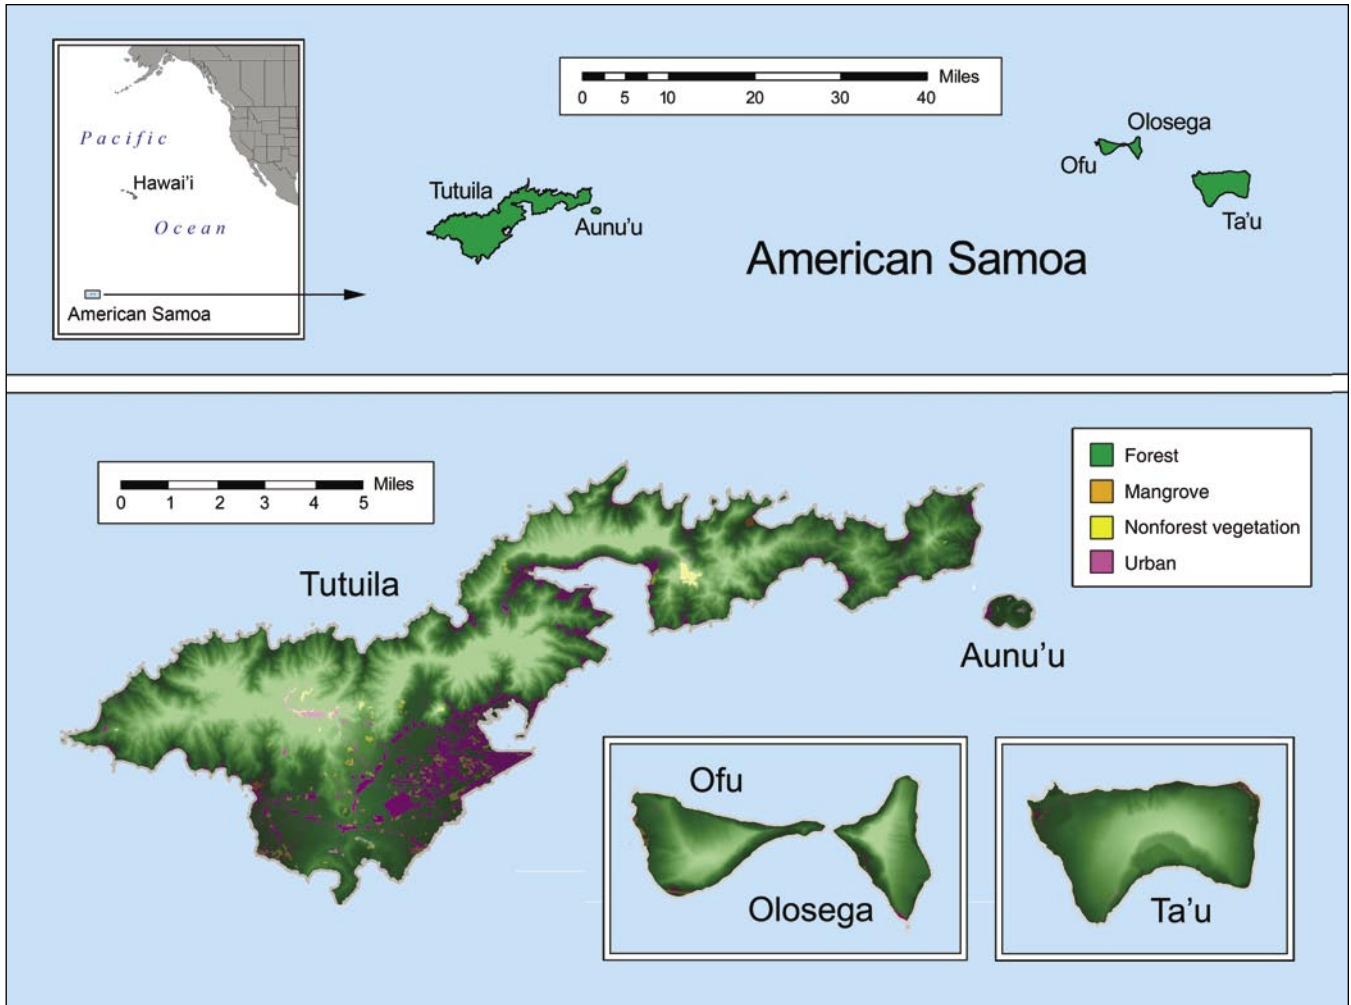 Pacific
Hawai'i
Ocean
American Samoa
Miles
0 5 10 20 30 40
Olosega
Ofu
Ta'u
Tutuila
Aunu'u
American Samoa
Miles
0 1 2 3 4 5
Forest
Mangrove
Nonforest vegetation
Urban
Tutuila
Aunu'u
Ofu
Olosega
Ta'u